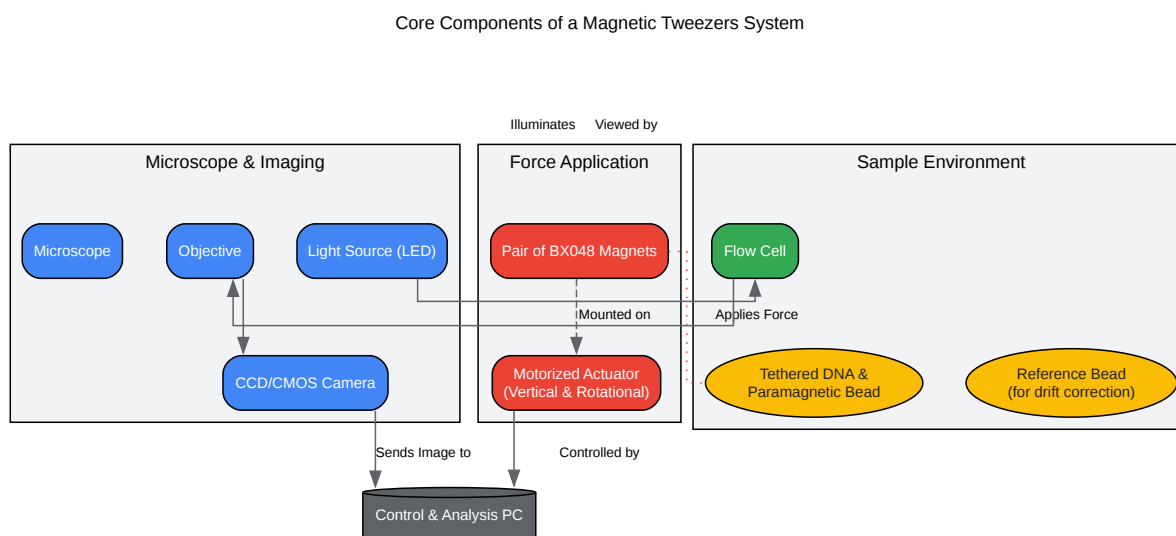 Core Components of a Magnetic Tweezers System
Illuminates
Viewed by
Microscope & Imaging
Force Application
Sample Environment
Microscope
Objective
Light Source (LED)
Pair of BX048 Magnets
Flow Cell
Mounted on
Applies Force
CCD/CMOS Camera
Motorized Actuator
(Vertical & Rotational)
Tethered DNA &
Paramagnetic Bead
Reference Bead
(for drift correction)
Sends Image to
Controlled by
Control & Analysis PC